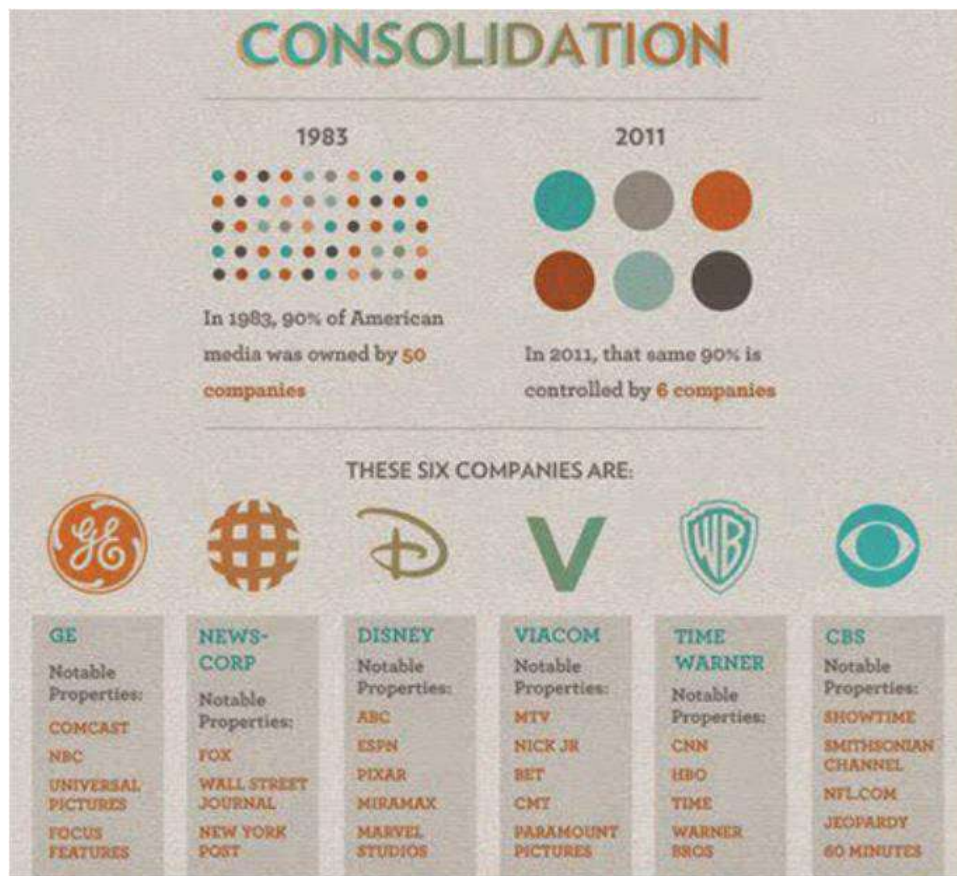 CONSOLIDATION
1983
In 1983, 90% of American
media was owned by 50
companies
2011
In 2011, that same 90% is
controlled by 6 companies
THESE SIX COMPANIES ARE:
GE
GE
Notable
Properties:
COMCAST
NBC
UNIVERSAL
PICTURES
FOCUS
FEATURES
NEWS-
CORP
Notable
Properties:
FOX
WALL STREET
JOURNAL
NEW YORK
POST
D
DISNEY
Notable
Properties:
ABC
ESPN
PIXAR
MIRAMAX
MARVEL
STUDIOS
V
VIACOM
Notable
Properties:
MTV
NICK JR
BET
CMT
PARAMOUNT
PICTURES
WB
TIME
WARNER
Notable
Properties:
CNN
HBO
TIME
WARNER
BROS
CBS
Notable
Properties:
SHOWTIME
SMITHSONIAN
CHANNEL
NFL.COM
JEOPARDY
60 MINUTES